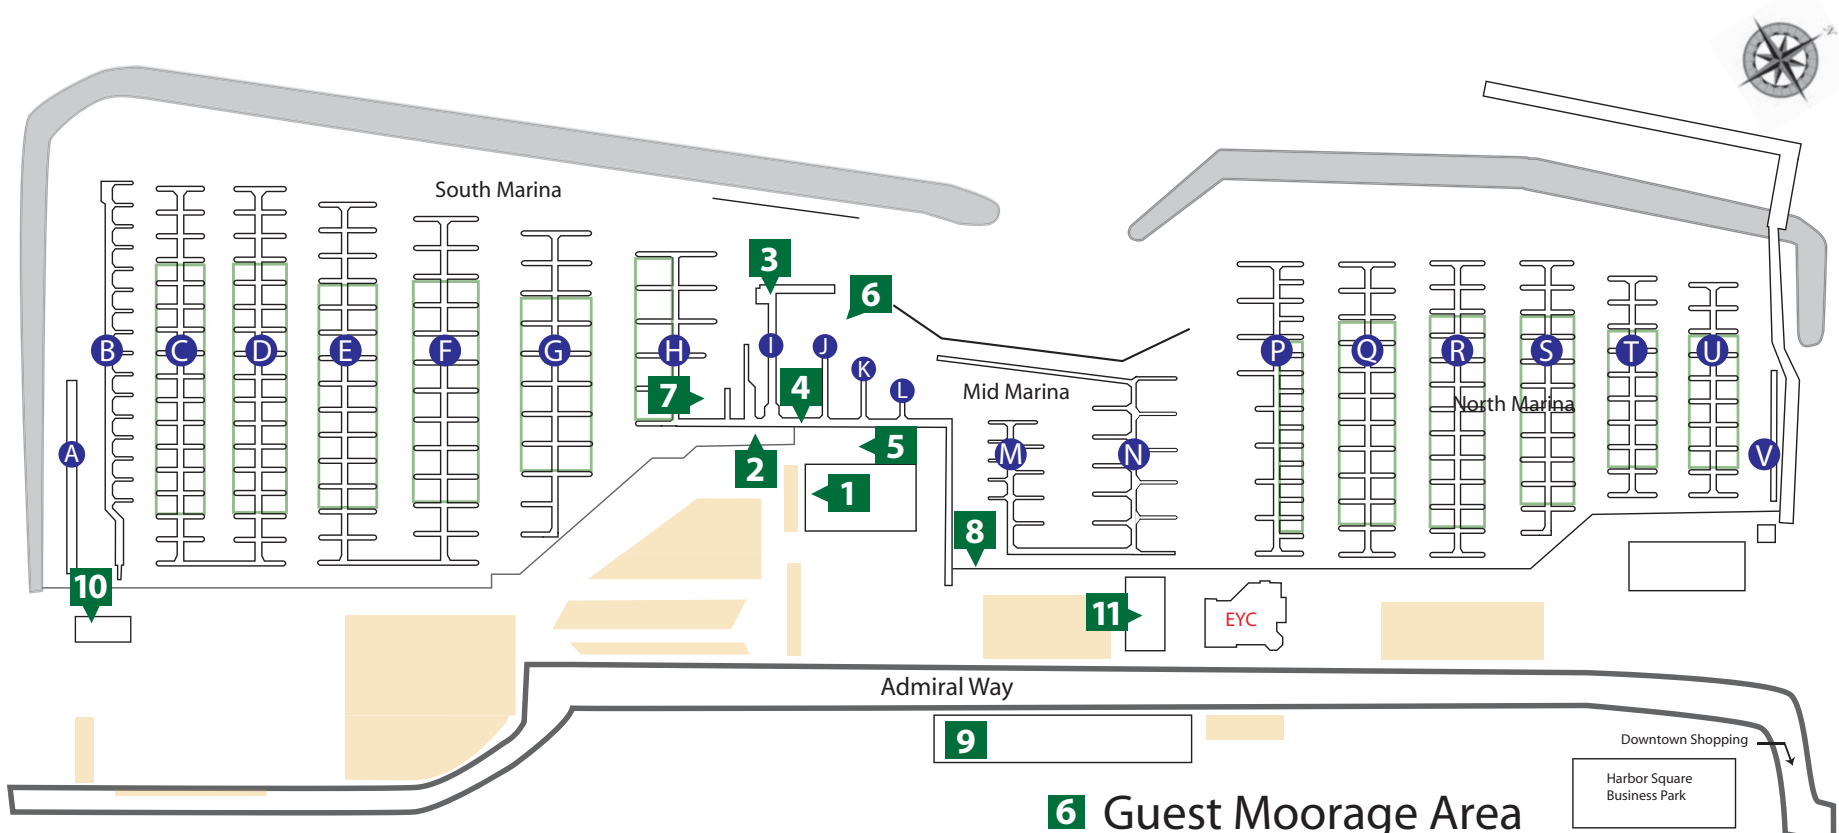 N
South Marina
3
6
B
C
D
E
F
G
H
I
J
K
L
P
Q
R
S
T
U
7
4
Mid Marina
North Marina
A
2
5
M
N
V
1
8
10
11
EYC
Admiral Way
9
Downtown Shopping
Harbor Square
Business Park
6 Guest Moorage Area